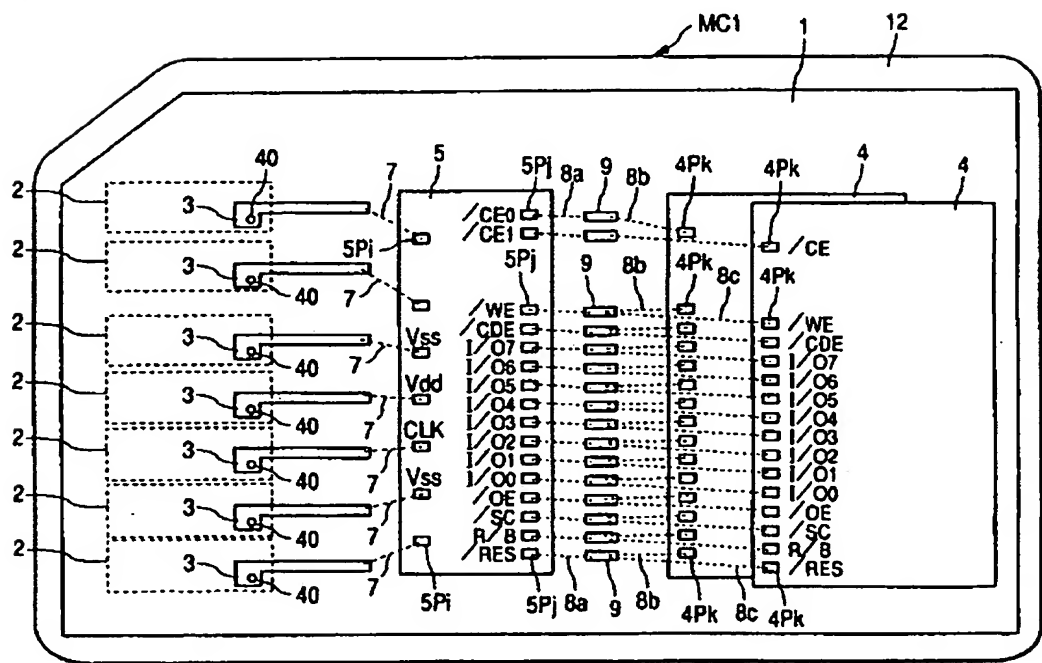 MC1
1
12
2
3
40
7
5
5Pj
8a
9
8b
4Pk
4
4Pk
4
/CE0
/CE1
/CE
5Pi
2
3
40
7
5Pj
9
8b
4Pk
8c
4Pk
/WE
/CDE
I/O7
I/O6
I/O5
I/O4
I/O3
I/O2
I/O1
I/O0
/OE
/SC
R/B
/RES
2
3
40
7
Vss
2
3
40
7
Vdd
2
3
40
7
CLK
2
3
40
7
Vss
2
3
40
7
5Pi
5Pj
8a
9
8b
4Pk
8c
4Pk
/WE
/CDE
I/O7
I/O6
I/O5
I/O4
I/O3
I/O2
I/O1
I/O0
/OE
/SC
R/B
/RES